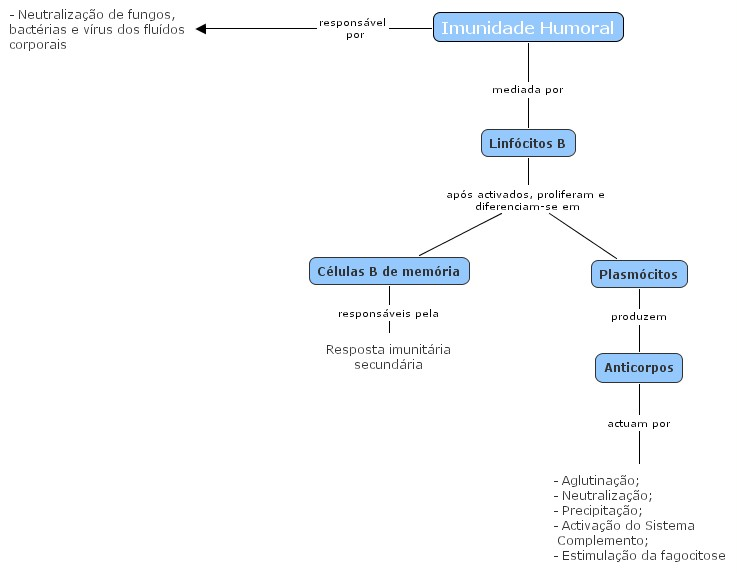 - Neutralização de fungos,
bactérias e vírus dos fluídos
corporais
responsável
por
Imunidade Humoral
mediada por
Linfócitos B
após activados, proliferam e
diferenciam-se em
Células B de memória
Plasmócitos
responsáveis pela
produzem
Resposta imunitária
secundária
Anticorpos
actuam por
- Aglutinação;
- Neutralização;
- Precipitação;
- Activação do Sistema
Complemento;
- Estimulação da fagocitose